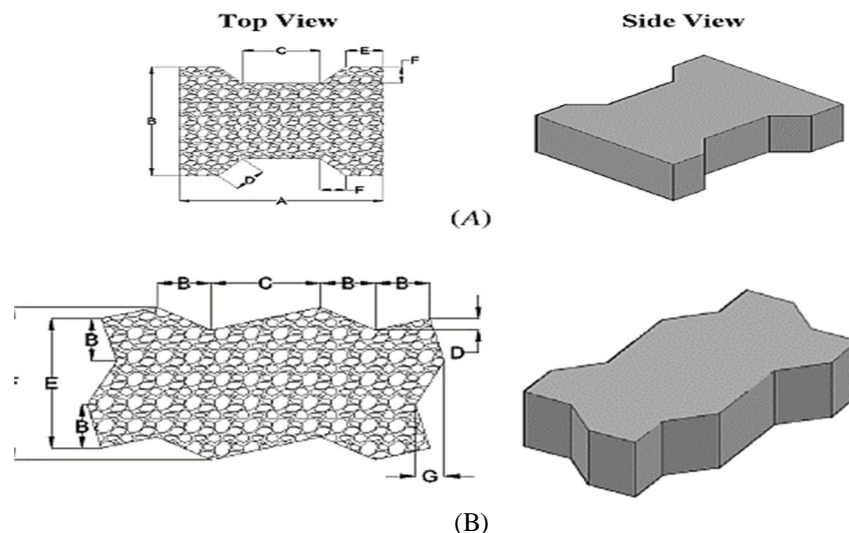 Top View Side View
C E F
B
D F
A
(A)
B C B B
B D
E
B
G
(B)